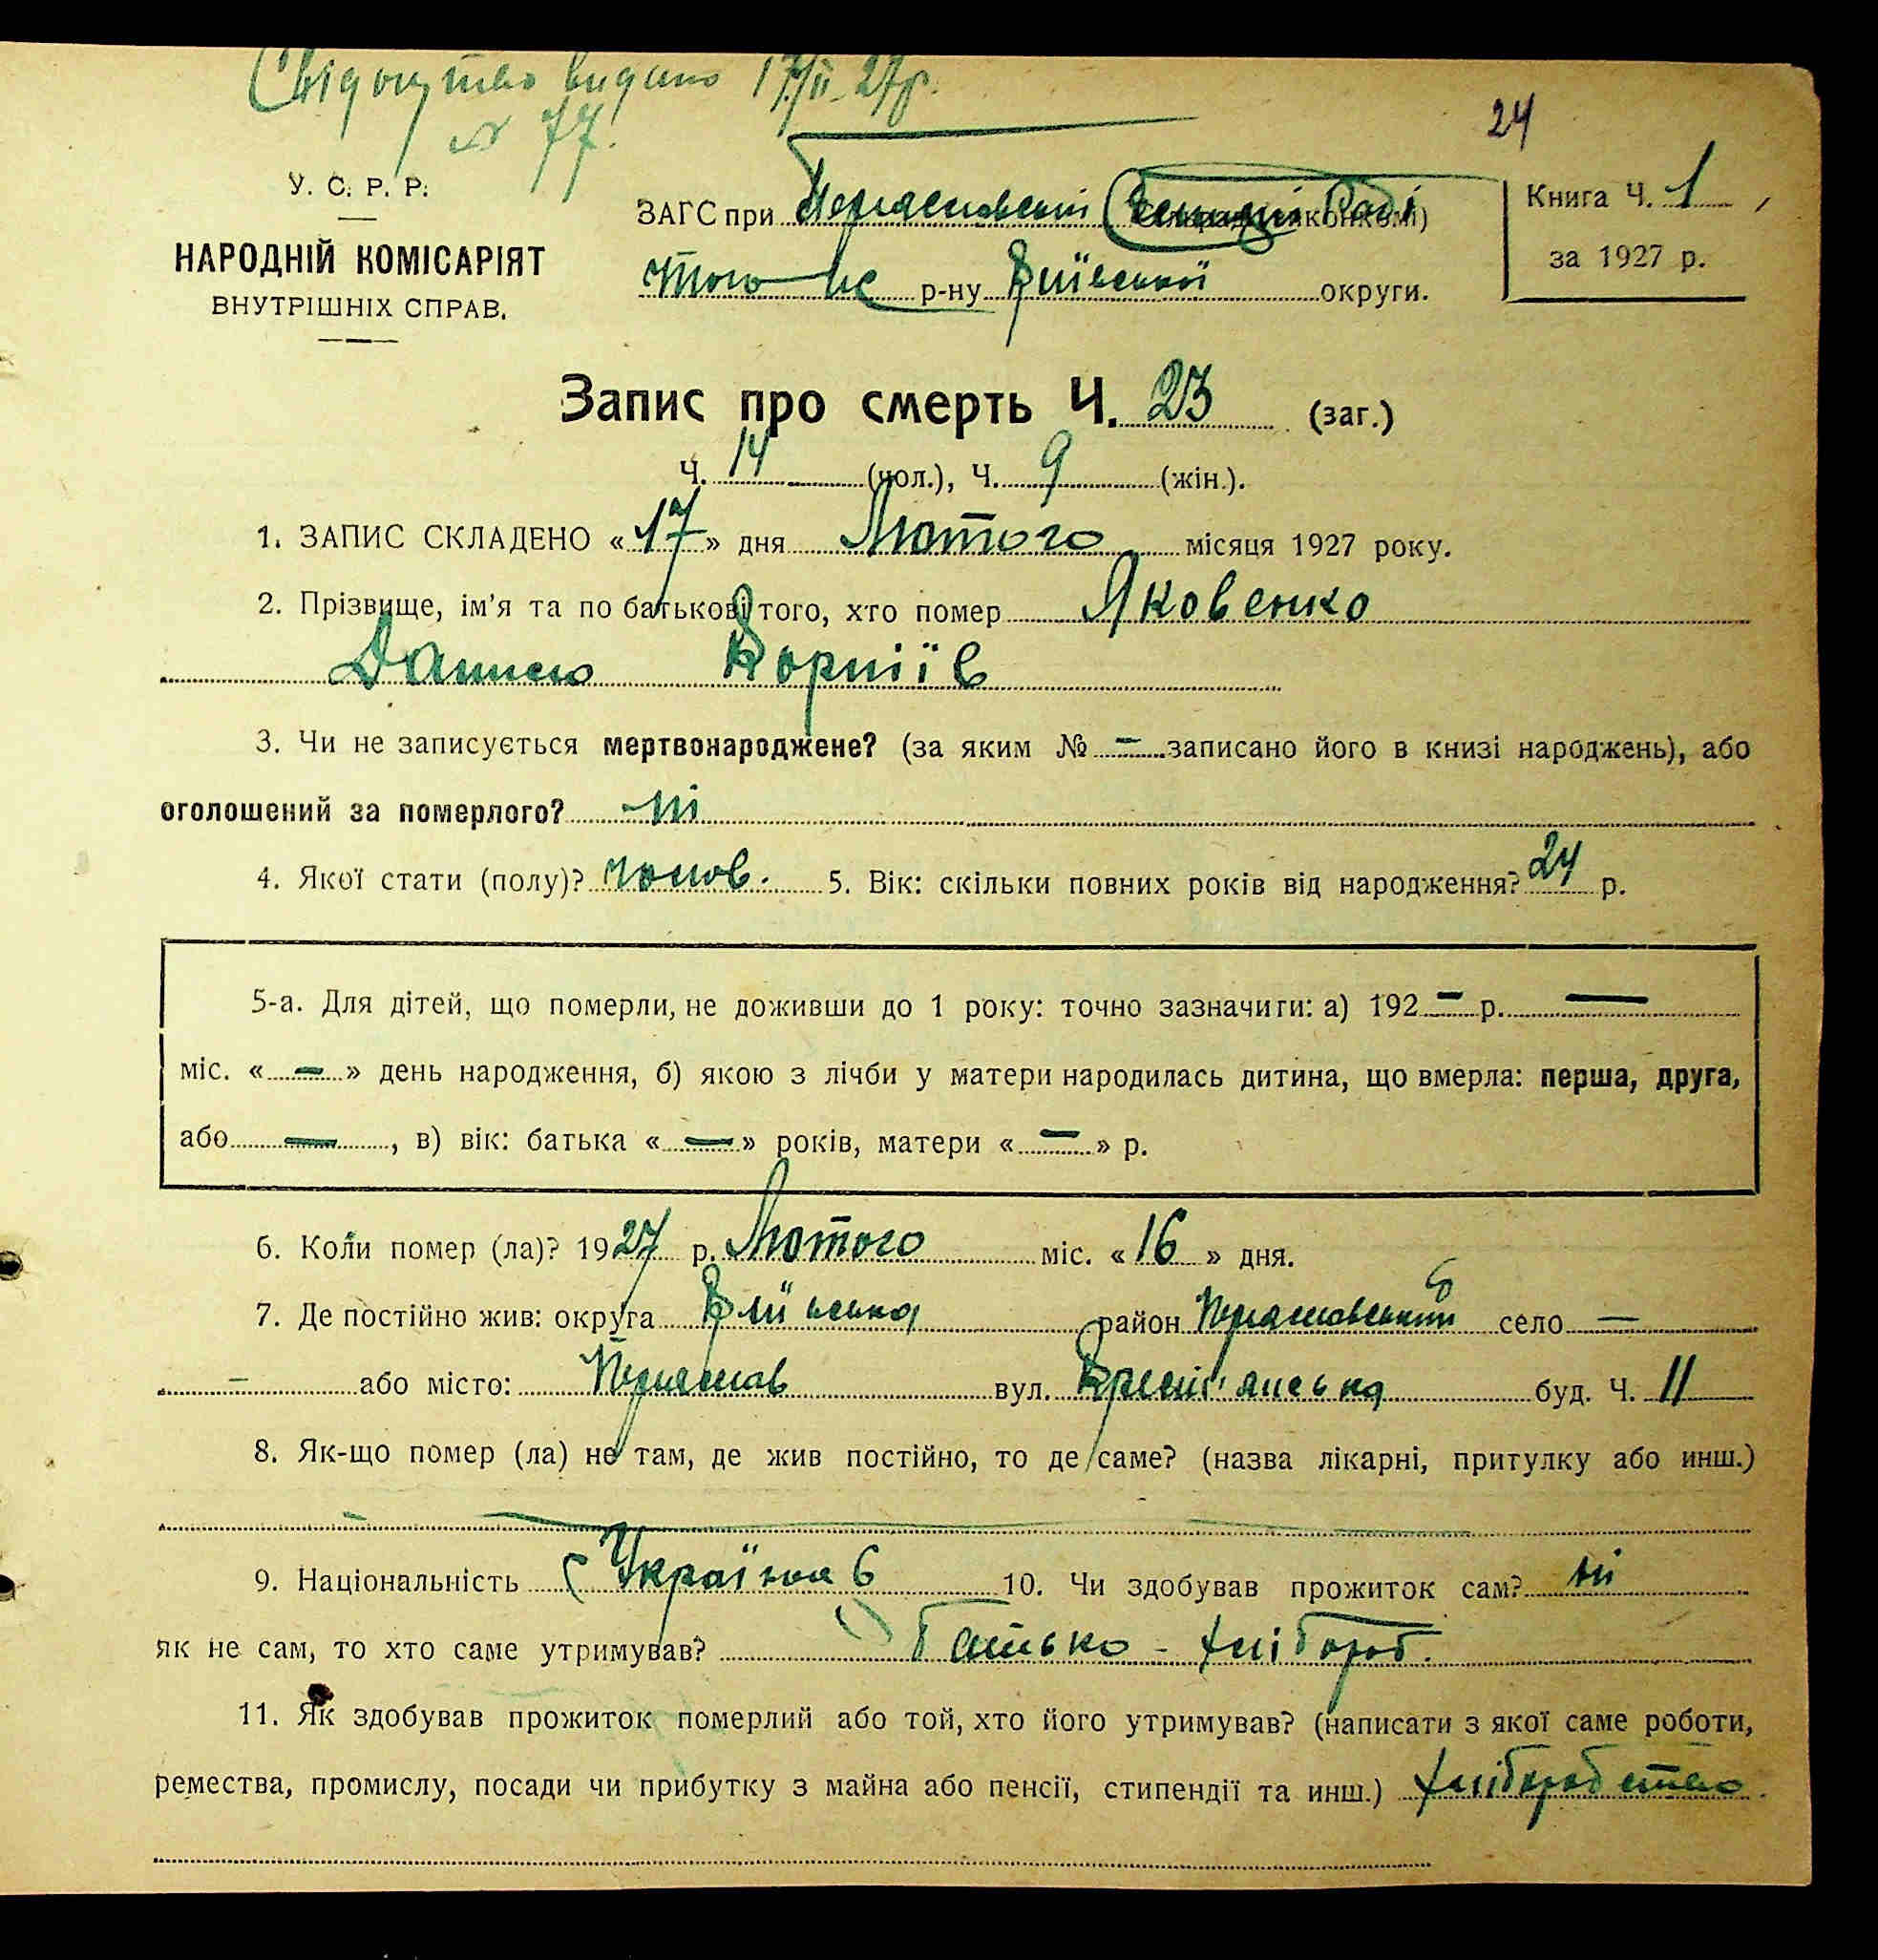 Свідоцтво видано 17/II-27р.
№ 77.
24
У. С. Р. Р.
НАРОДНІЙ КОМІСАРІЯТ
ВНУТРІШНІХ СПРАВ.
ЗАГС при Переяславській Раді
того-ж р-ну Київської округи.
Книга Ч. 1
за 1927 р.
Запис про смерть Ч. 23 (заг.)
Ч. 14 (чол.), Ч. 9 (жін.).
1. ЗАПИС СКЛАДЕНО «17» дня Лютого місяця 1927 року.
2. Прізвище, ім'я та по батькові того, хто помер Яковенко
Данило Корніїв
3. Чи не записується мертвонароджене? (за яким № — записано його в книзі народжень), або
оголошений за померлого? ні
4. Якої стати (полу)? чолов. 5. Вік: скільки повних років від народження? 24 р.
5-а. Для дітей, що померли, не доживши до 1 року: точно зазначити: а) 192 — р. —
міс. « — » день народження, б) якою з лічби у матери народилась дитина, що вмерла: перша, друга,
або —, в) вік: батька « — » років, матери « — » р.
6. Коли помер (ла)? 1927 р. Лютого міс. «16» дня.
7. Де постійно жив: округа Київська район Переяславський село —
— або місто: Переяслав вул. Креший'анська буд. Ч. 11
8. Як-що помер (ла) не там, де жив постійно, то де саме? (назва лікарні, притулку або инш.)
9. Національність Українец 10. Чи здобував прожиток сам? ні
як не сам, то хто саме утримував? Батько - хлібороб.
11. Як здобував прожиток померлий або той, хто його утримував? (написати з якої саме роботи,
ремества, промислу, посади чи прибутку з майна або пенсії, стипендії та инш.) хліборобство